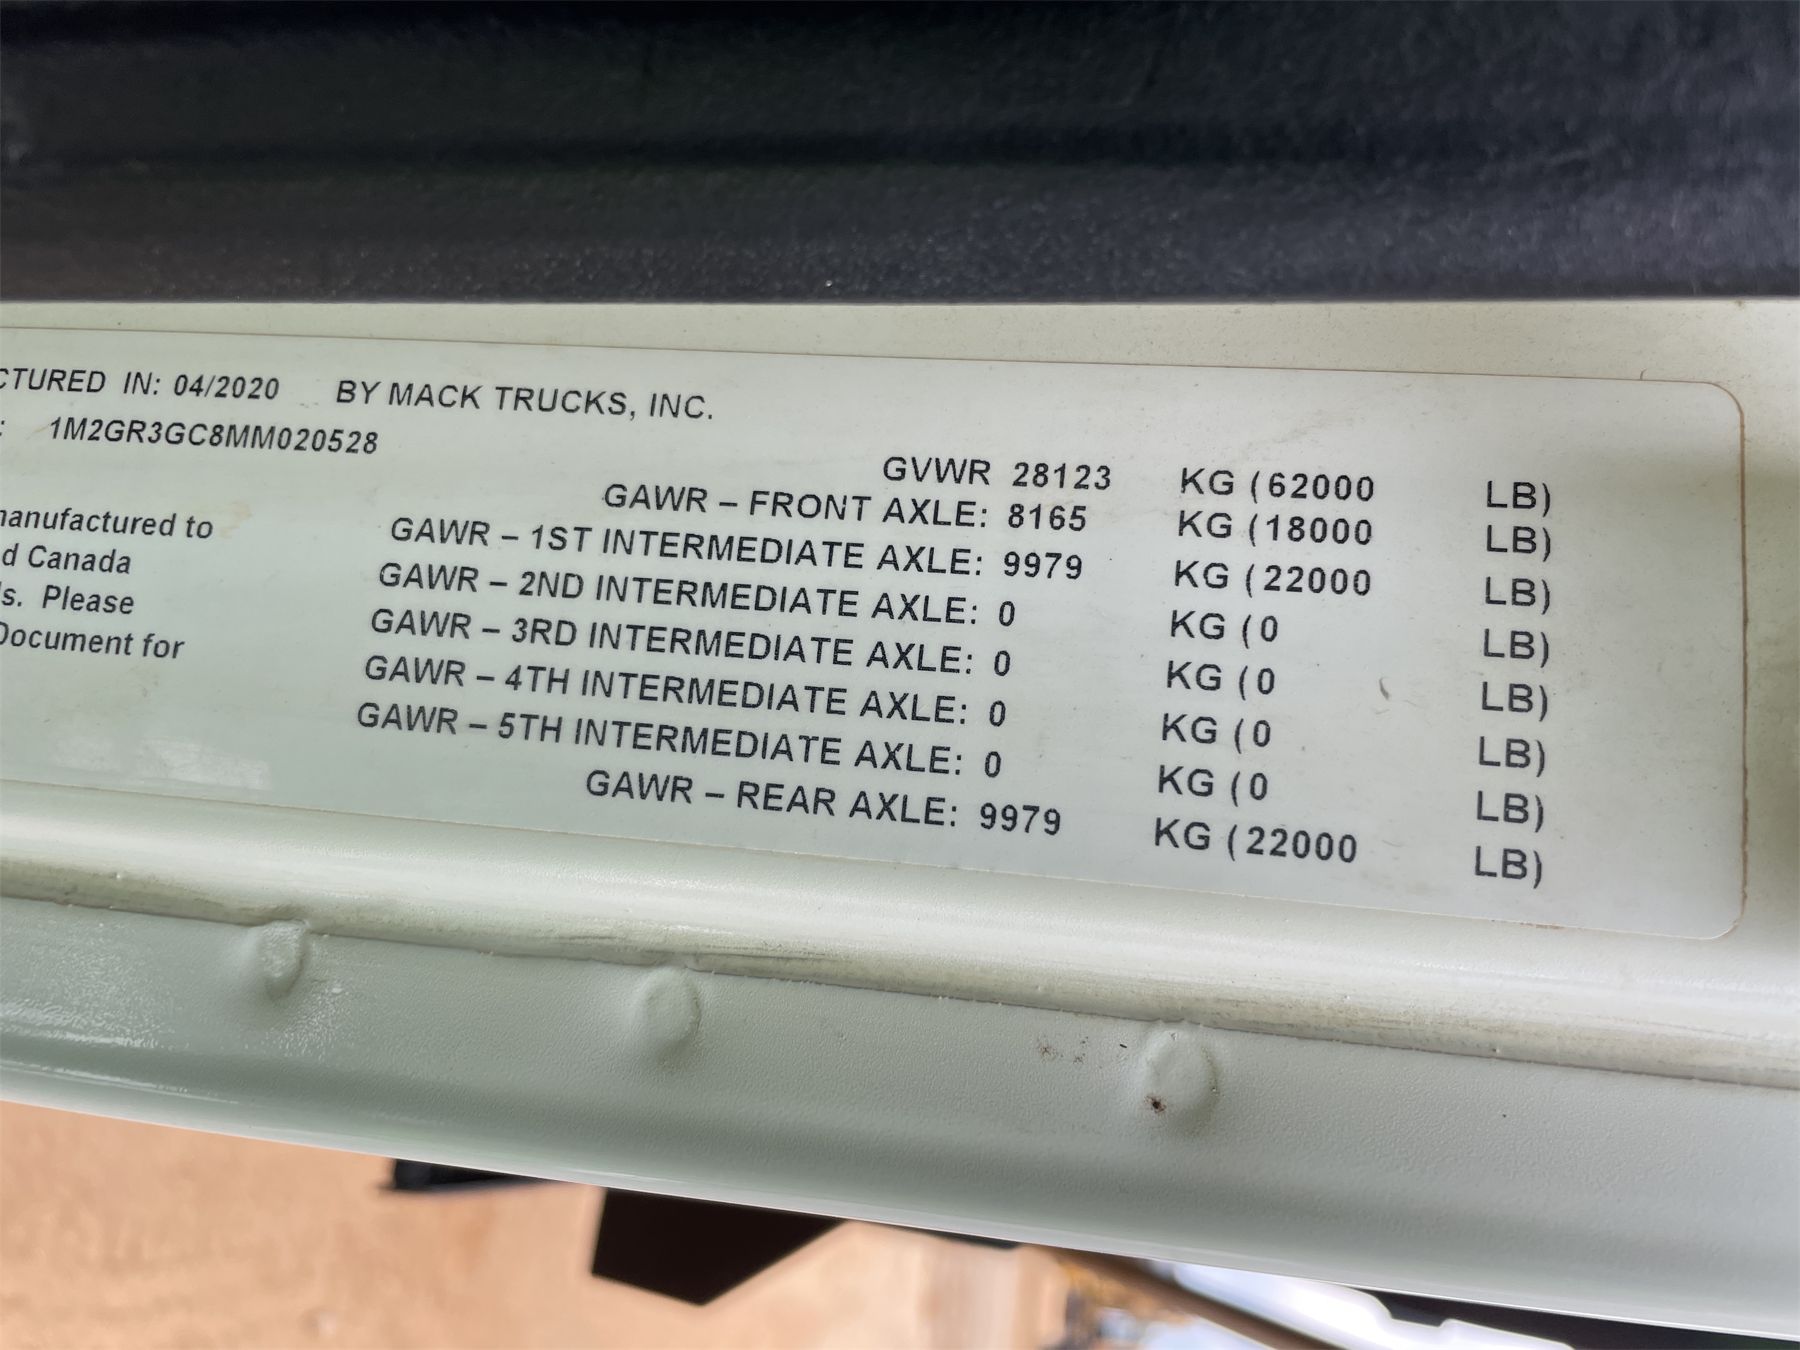 CTURED IN: 04/2020 BY MACK TRUCKS, INC.
: 1M2GR3GC8MM020528
GVWR 28123 KG (62000 LB)
GAWR – FRONT AXLE: 8165 KG (18000 LB)
GAWR – 1ST INTERMEDIATE AXLE: 9979 KG (22000 LB)
GAWR – 2ND INTERMEDIATE AXLE: 0 KG (0 LB)
GAWR – 3RD INTERMEDIATE AXLE: 0 KG (0 LB)
GAWR – 4TH INTERMEDIATE AXLE: 0 KG (0 LB)
GAWR – 5TH INTERMEDIATE AXLE: 0 KG (0 LB)
GAWR – REAR AXLE: 9979 KG (22000 LB)
manufactured to
d Canada
ls. Please
Document for